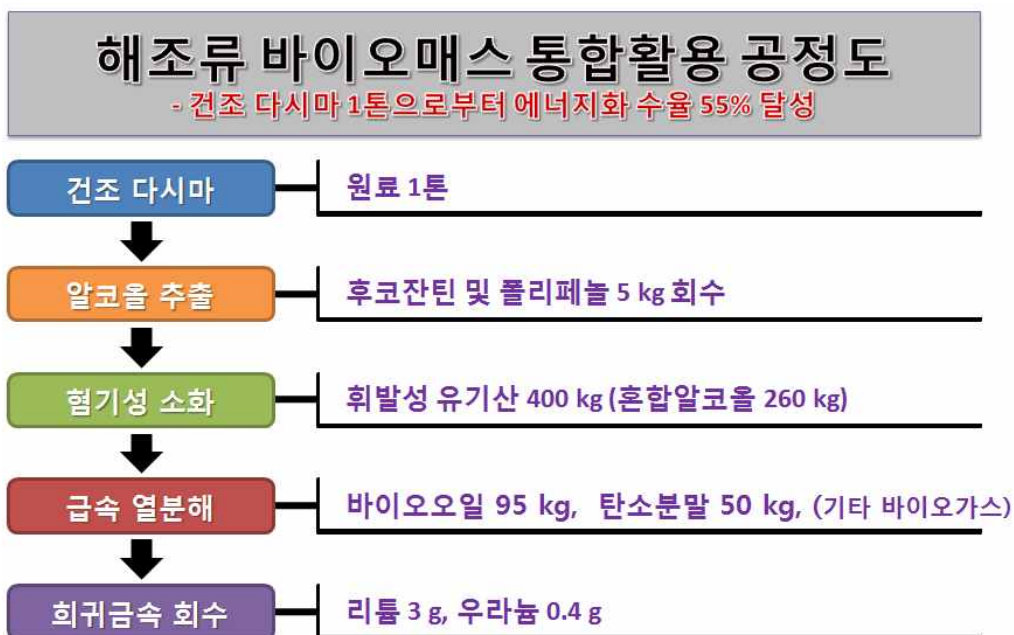 해조류 바이오매스 통합활용 공정도
- 건조 다시마 1톤으로부터 에너지화 수율 55% 달성
건조 다시마
원료 1톤
알코올 추출
후코잔틴 및 폴리페놀 5 kg 회수
혐기성 소화
휘발성 유기산 400 kg (혼합알코올 260 kg)
급속 열분해
바이오오일 95 kg, 탄소분말 50 kg, (기타 바이오가스)
희귀금속 회수
리튬 3 g, 우라늄 0.4 g